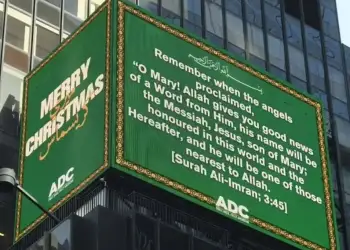 MERRY
CHRISTMAS
ADC
Remember when the angels
proclaimed,
"O Mary! Allah gives you good news
of a Word from Him, his name will be
the Messiah, Jesus, son of Mary;
honoured in this world and the
Hereafter, and he will be one of those
nearest to Allah.
[Surah Ali-Imran; 3:45]
ADC